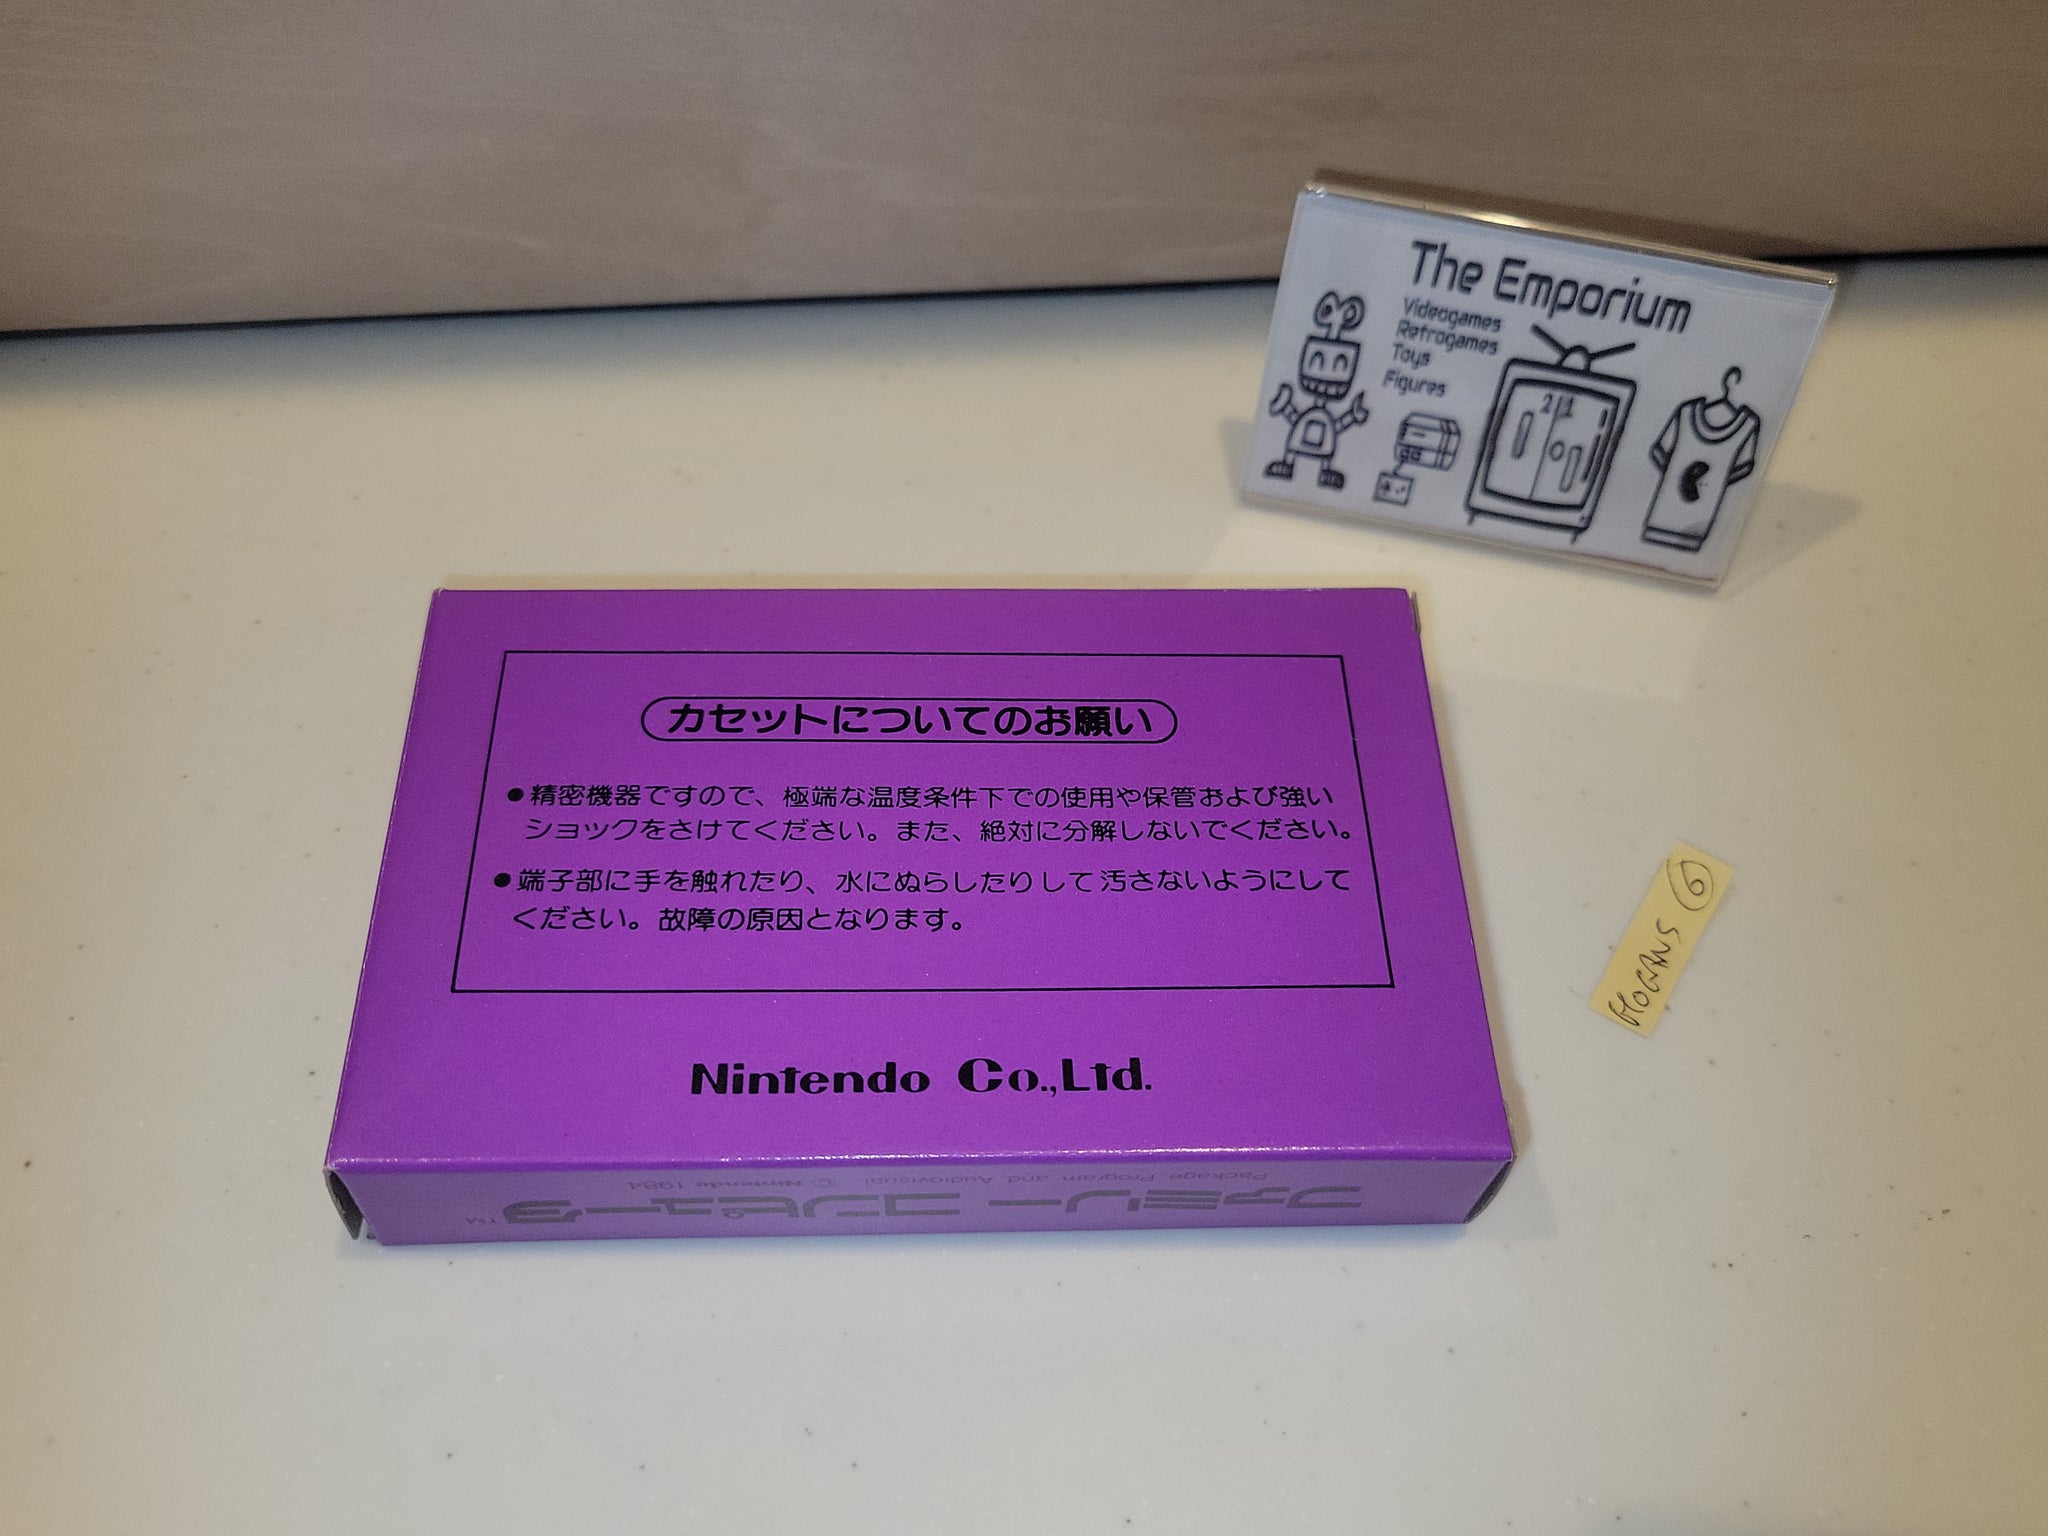 The Emporium
Videogames
Retrogames
Toys
Figures
21
カセットについてのお願い
●精密機器ですので、極端な温度条件下での使用や保管および強い
ショックをさけてください。また、絶対に分解しないでください。
●端子部に手を触れたり、水にぬらしたりして汚さないようにして
ください。故障の原因となります。
Nintendo Co.,Ltd.
Package, Program and Audiovisual © Nintendo 1984
ファミリー コンピュータ™
HOGANS 6